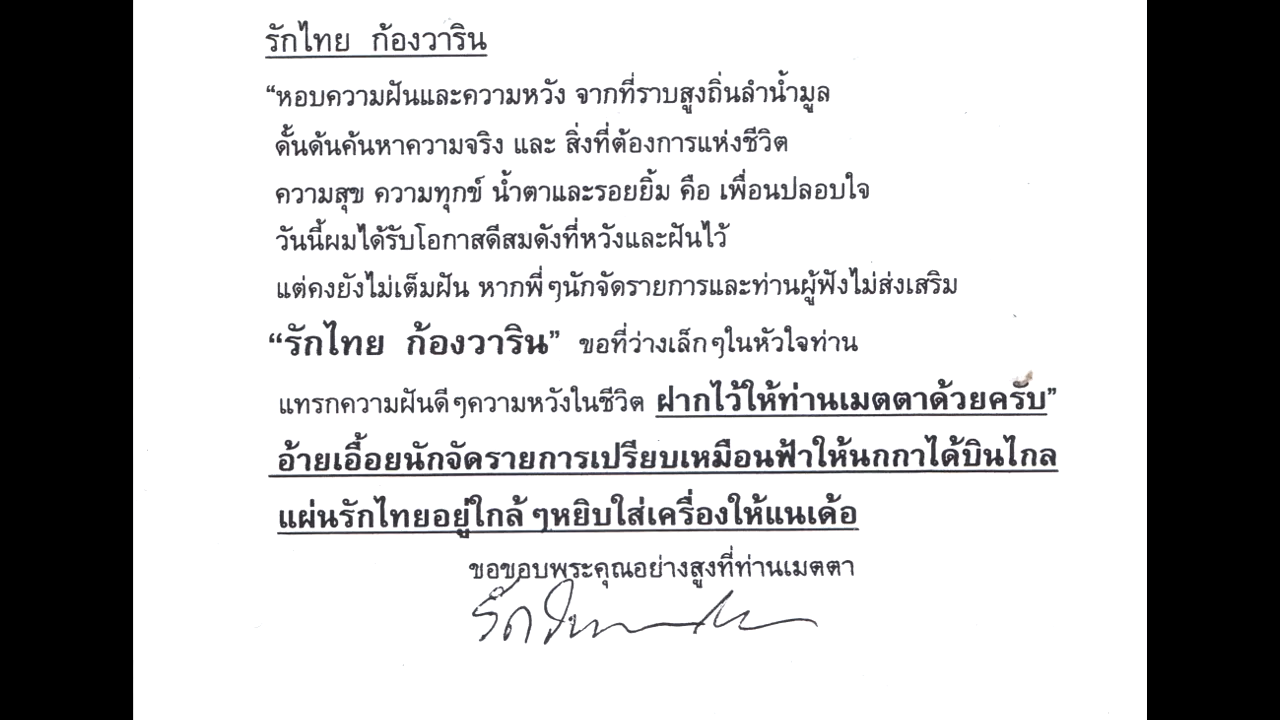 รักไทย ก้องวาริน
“หอบความฝันและความหวัง จากที่ราบสูงถิ่นลำน้ำมูล
ดั้นด้นค้นหาความจริง และ สิ่งที่ต้องการแห่งชีวิต
ความสุข ความทุกข์ น้ำตาและรอยยิ้ม คือ เพื่อนปลอบใจ
วันนี้ผมได้รับโอกาสดีสมดังที่หวังและฝันไว้
แต่คงยังไม่เต็มฝัน หากพี่ๆนักจัดรายการและท่านผู้ฟังไม่ส่งเสริม
“รักไทย ก้องวาริน” ขอที่ว่างเล็กๆในหัวใจท่าน
แทรกความฝันดีๆความหวังในชีวิต ฝากไว้ให้ท่านเมตตาด้วยครับ”
อ้ายเอื้อยนักจัดรายการเปรียบเหมือนฟ้าให้นกกาได้บินไกล
แผ่นรักไทยอยู่ใกล้ๆหยิบใส่เครื่องให้แนเด้อ
ขอขอบพระคุณอย่างสูงที่ท่านเมตตา